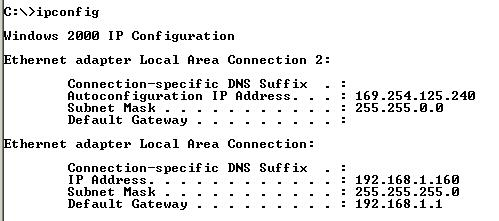 C:\>ipconfig
Windows 2000 IP Configuration
Ethernet adapter Local Area Connection 2:
Connection-specific DNS Suffix . :
Autoconfiguration IP Address. . . : 169.254.125.240
Subnet Mask . . . . . . . . . . . : 255.255.0.0
Default Gateway . . . . . . . . . :
Ethernet adapter Local Area Connection:
Connection-specific DNS Suffix . :
IP Address. . . . . . . . . . . . : 192.168.1.160
Subnet Mask . . . . . . . . . . . : 255.255.255.0
Default Gateway . . . . . . . . . : 192.168.1.1